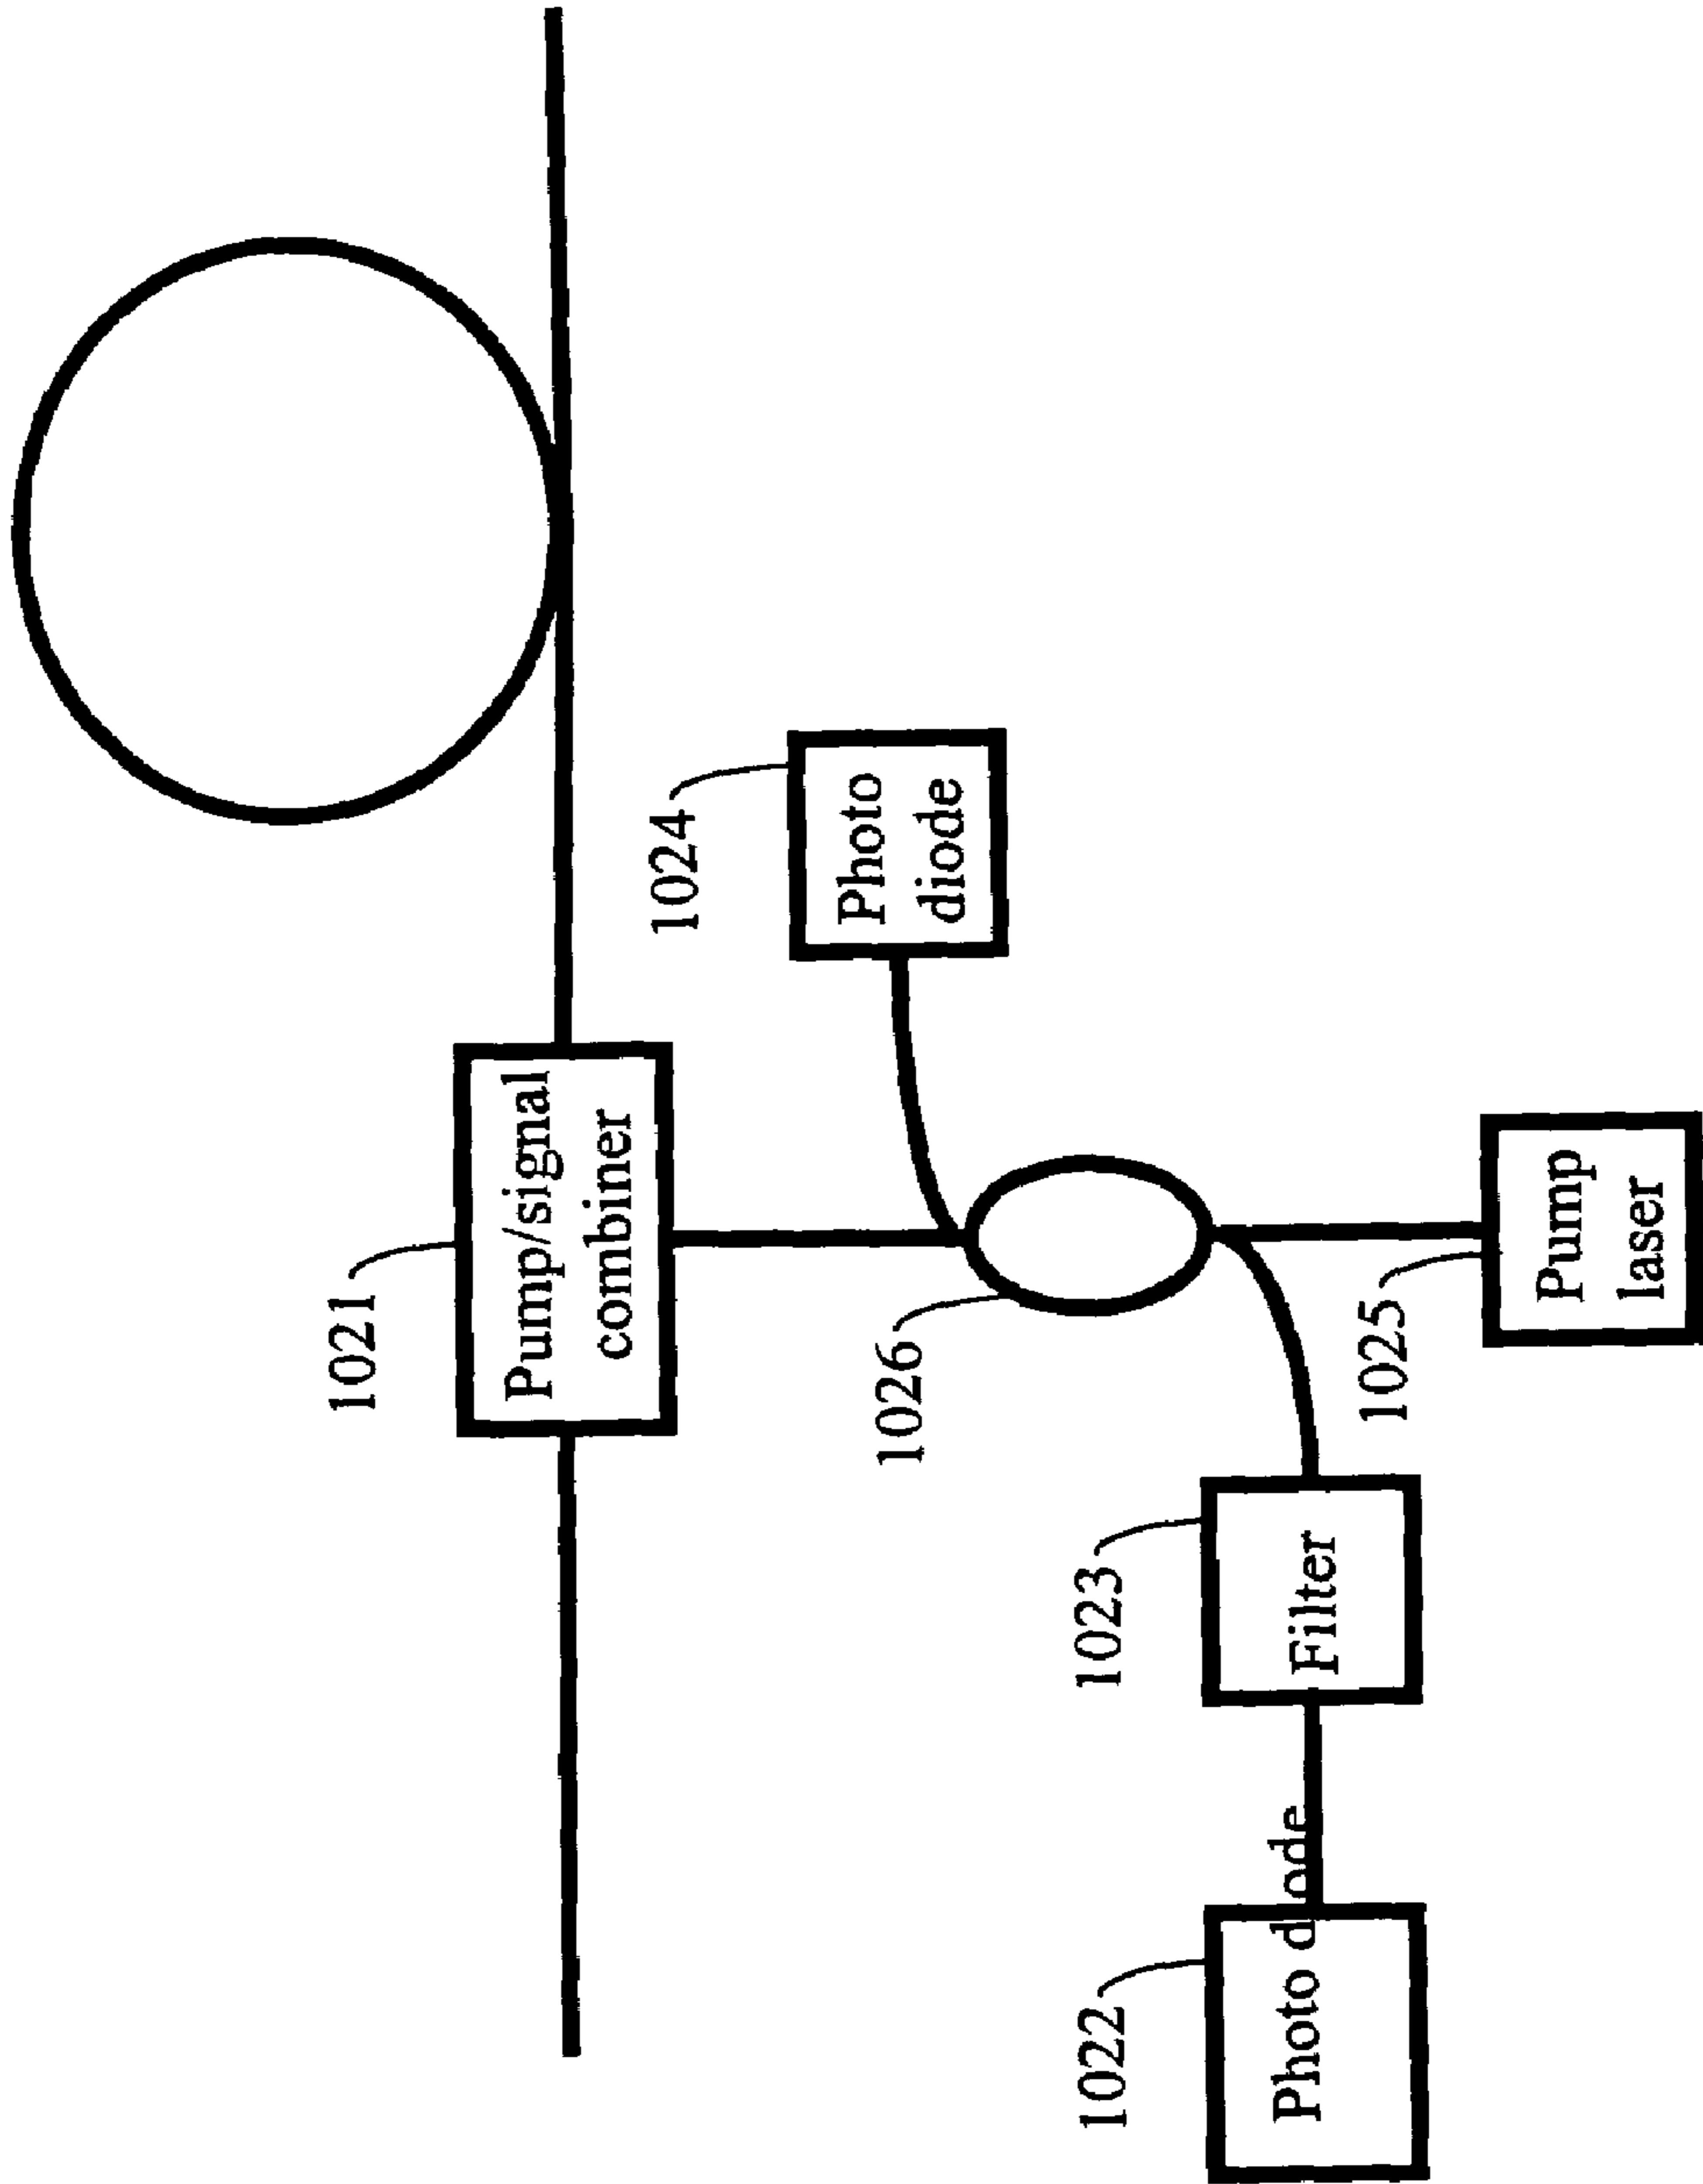 1021
Pump/signal
combiner
1024
Photo
diode
1026
1023
Filter
1025
Pump
laser
1022
Photo diode